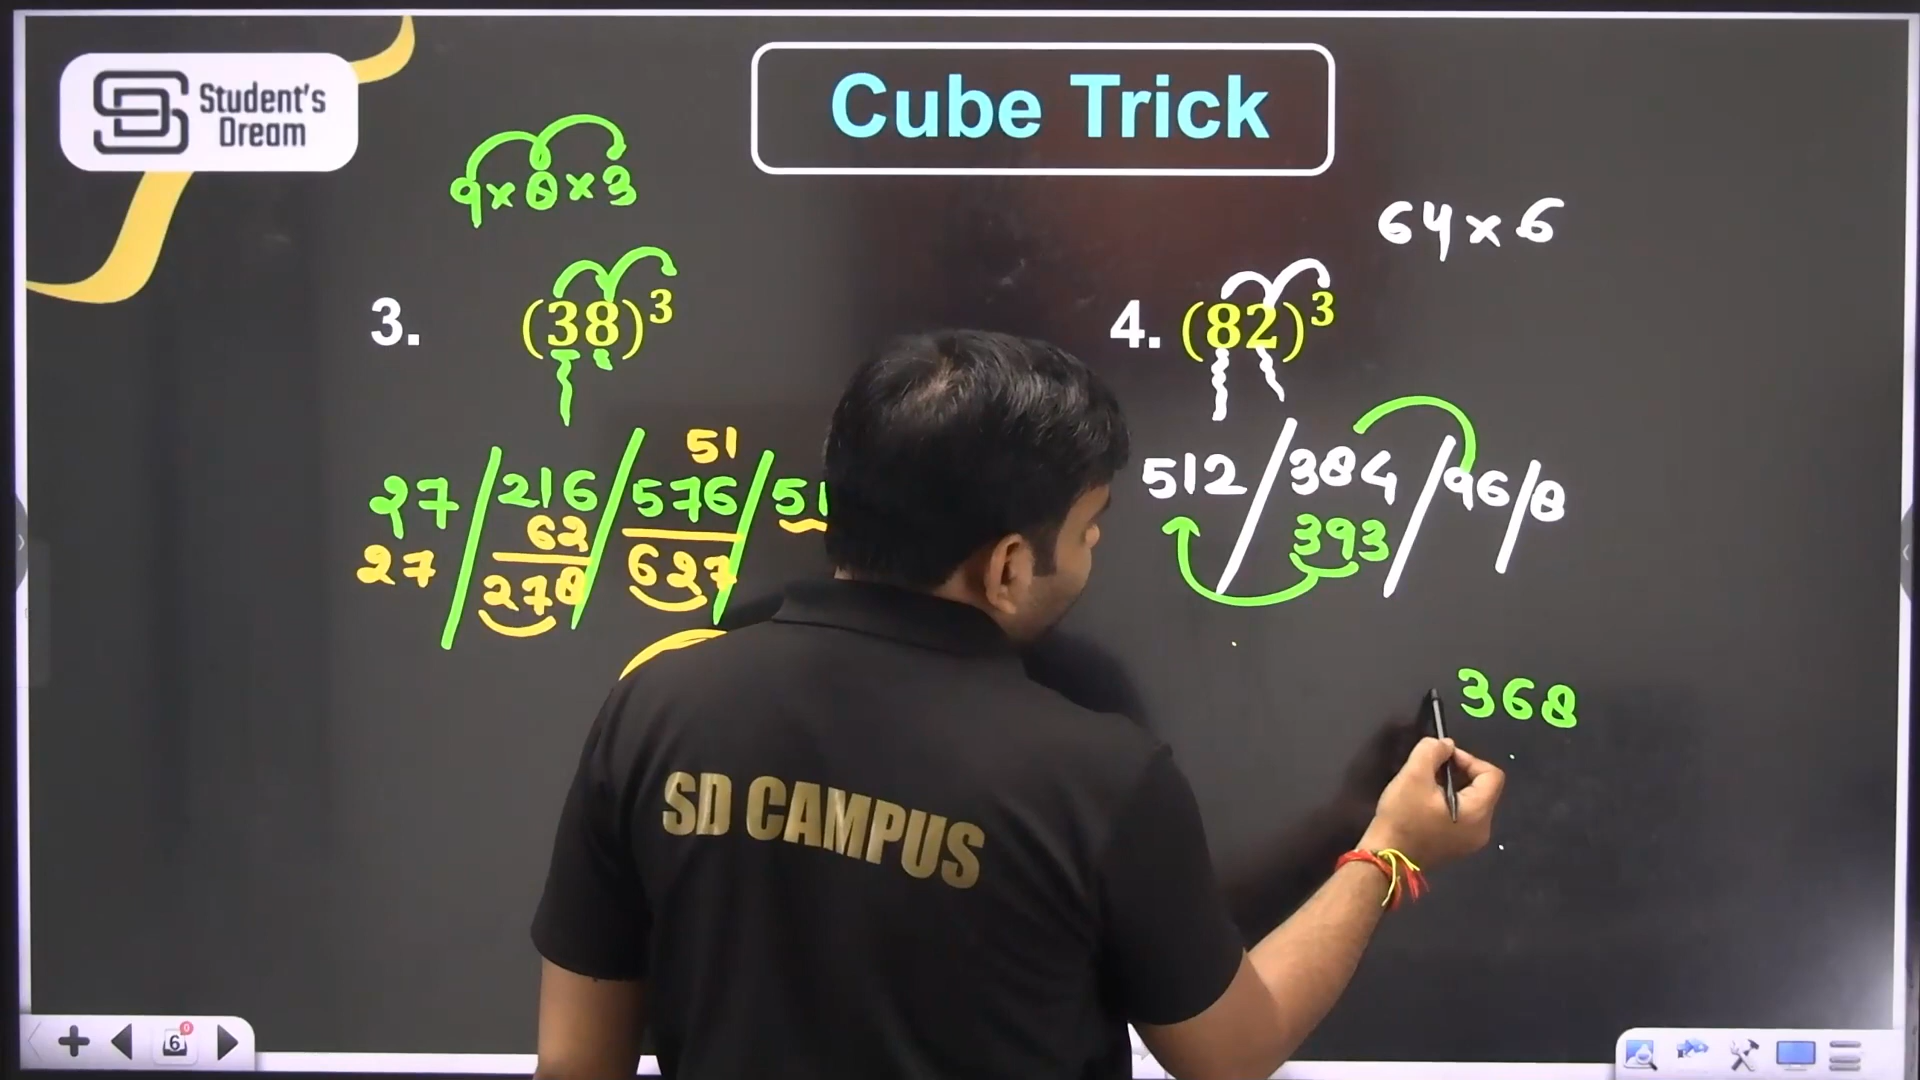 Student's
Dream
Cube Trick
9×8×3
64×6
3. (38)³
4. (82)³
51
27/216/576/51
62
27 278 627
512/384/96/8
393
368
SD CAMPUS
6
0